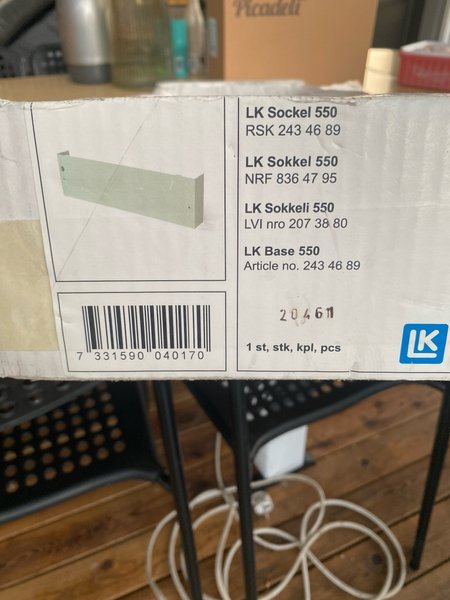 Picadeli
LK Sockel 550
RSK 243 46 89
LK Sokkel 550
NRF 836 47 95
LK Sokkeli 550
LVI nro 207 38 80
LK Base 550
Article no. 243 46 89
20461
1 st, stk, kpl, pcs
LK
7 331590 040170